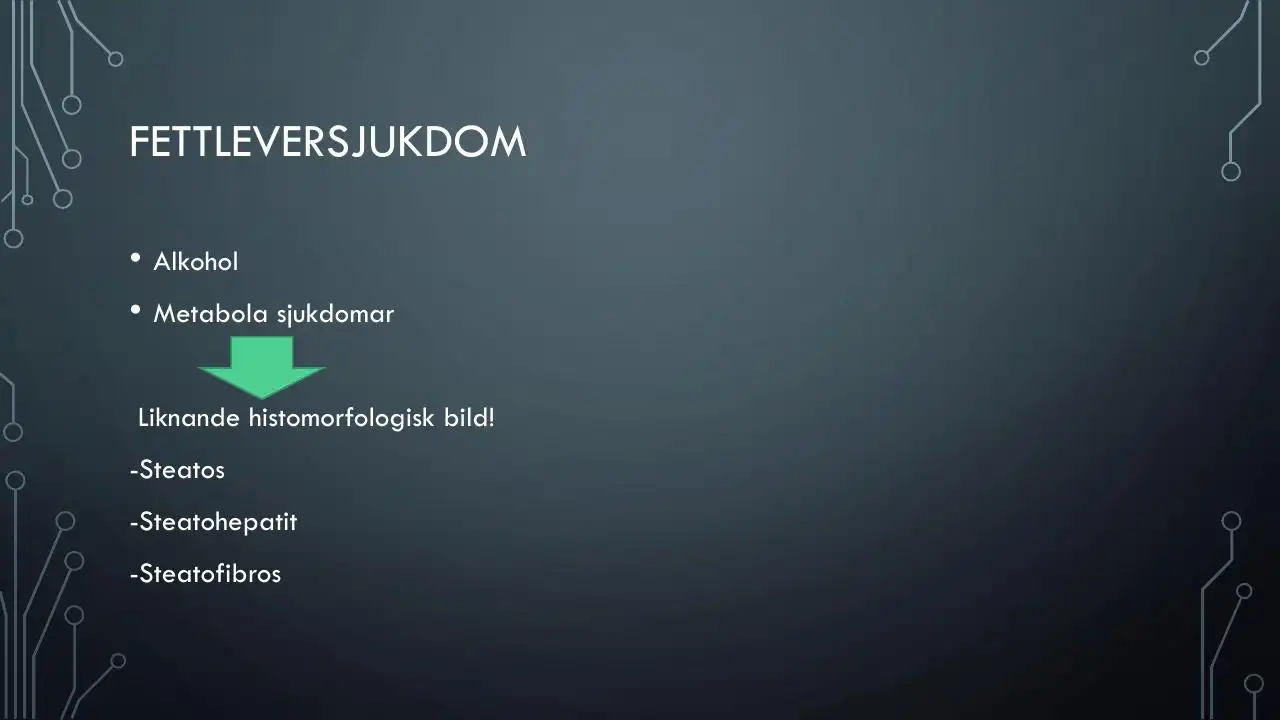 FETTLEVERSJUKDOM
• Alkohol
• Metabola sjukdomar
Liknande histomorfologisk bild!
-Steatos
-Steatohepatit
-Steatofibros